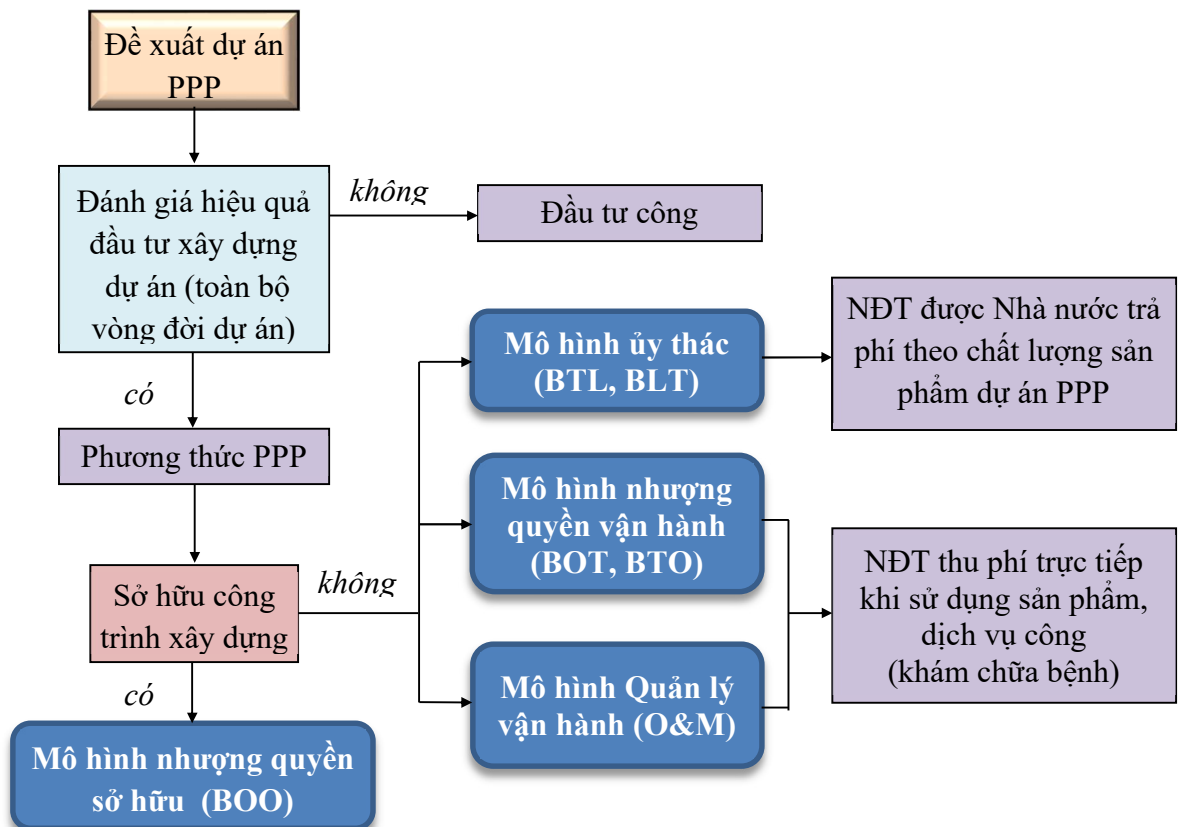 Đề xuất dự án
PPP
Đánh giá hiệu quả
đầu tư xây dựng
dự án (toàn bộ
vòng đời dự án)
không
Đầu tư công
có
Phương thức PPP
Sở hữu công
trình xây dựng
không
có
Mô hình nhượng quyền
sở hữu (BOO)
Mô hình ủy thác
(BTL, BLT)
NĐT được Nhà nước trả
phí theo chất lượng sản
phẩm dự án PPP
Mô hình nhượng
quyền vận hành
(BOT, BTO)
Mô hình Quản lý
vận hành (O&M)
NĐT thu phí trực tiếp
khi sử dụng sản phẩm,
dịch vụ công
(khám chữa bệnh)